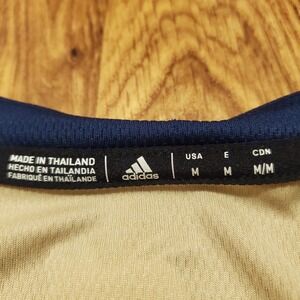 MADE IN THAILAND
HECHO EN TAILANDIA
FABRIQUÉ EN THAÏLANDE
adidas
USA E CDN
M M M/M